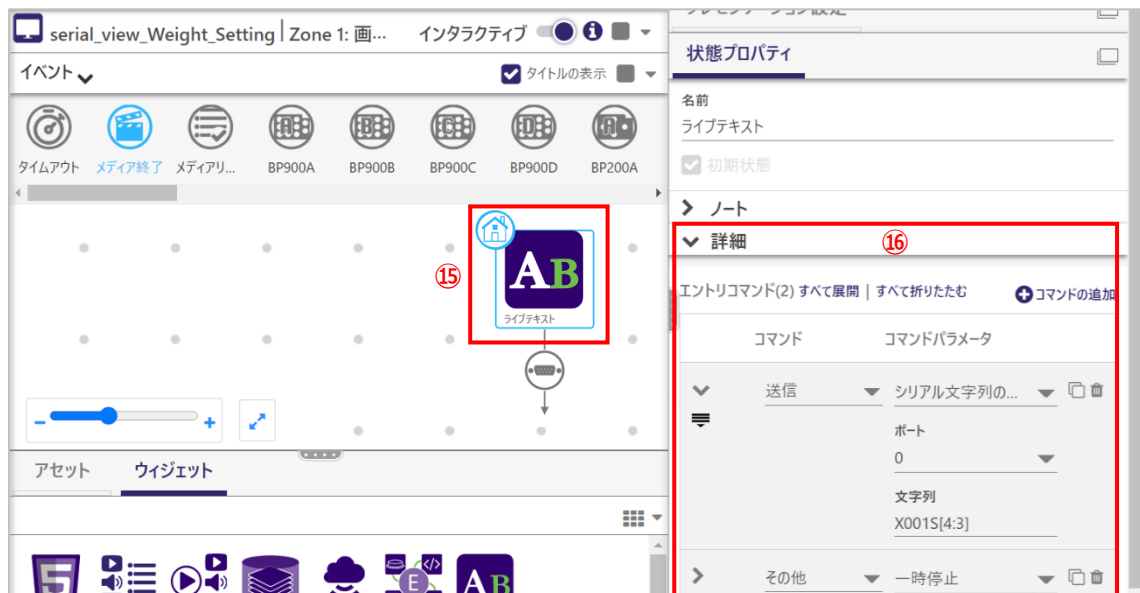 serial_view_Weight_Setting | Zone 1: 画... インタラクティブ
イベント
タイトルの表示
タイムアウト メディア終了 メディアリ... BP900A BP900B BP900C BP900D BP200A
⑮
AB
ライブテキスト
アセット ウィジェット
5
E
AB
状態プロパティ
名前
ライブテキスト
初期状態
ノート
詳細 ⑯
エントリコマンド(2) すべて展開 | すべて折りたたむ コマンドの追加
コマンド コマンドパラメータ
送信 シリアル文字列の...
ポート
0
文字列
X001S[4:3]
その他 一時停止